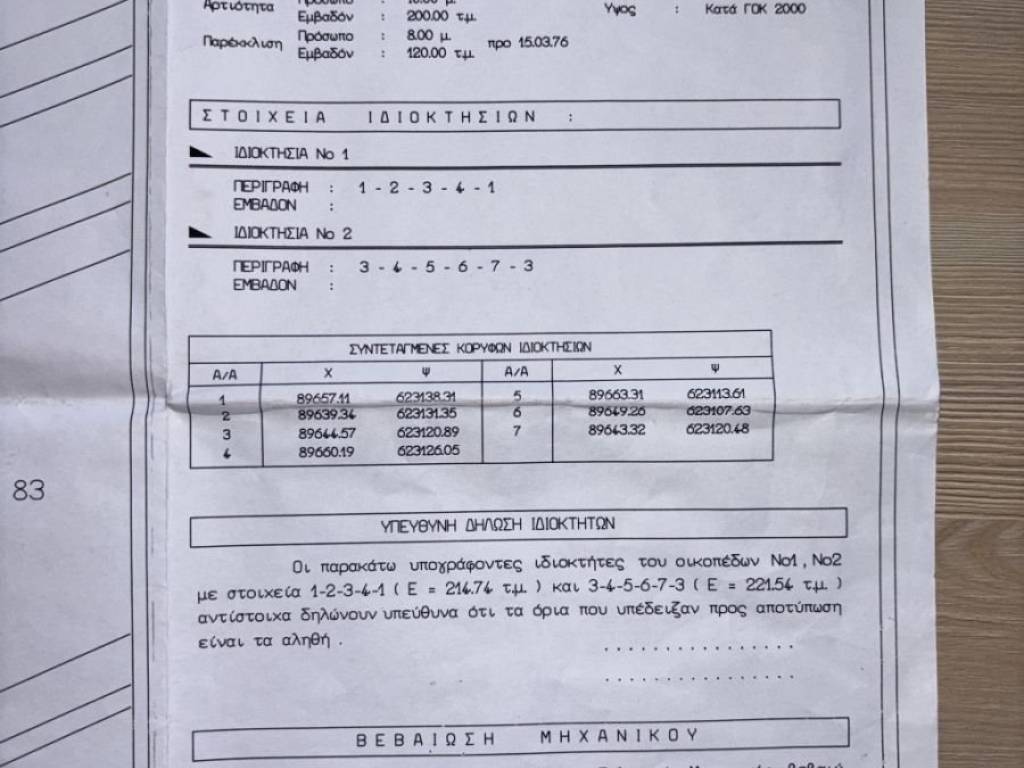 Αρτιότητα Πρόσωπο :
Εμβαδόν : 200.00 τ.μ. Υψος : Κατά ΓΟΚ 2000
Παρέκκλιση Πρόσωπο : 8.00 μ. προ 15.03.76
Εμβαδόν : 120.00 τ.μ.
ΣΤΟΙΧΕΙΑ ΙΔΙΟΚΤΗΣΙΩΝ :
ΙΔΙΟΚΤΗΣΙΑ Νο 1
ΠΕΡΙΓΡΑΦΗ : 1 - 2 - 3 - 4 - 1
ΕΜΒΑΔΟΝ :
ΙΔΙΟΚΤΗΣΙΑ Νο 2
ΠΕΡΙΓΡΑΦΗ : 3 - 4 - 5 - 6 - 7 - 3
ΕΜΒΑΔΟΝ :
ΣΥΝΤΕΤΑΓΜΕΝΕΣ ΚΟΡΥΦΩΝ ΙΔΙΟΚΤΗΣΙΩΝ
Α/Α Χ Ψ Α/Α Χ Ψ
1 89657.11 623138.31 5 89663.31 623113.61
2 89639.34 623131.35 6 89649.26 623107.63
3 89644.57 623120.89 7 89643.32 623120.48
4 89660.19 623126.05
83
ΥΠΕΥΘΥΝΗ ΔΗΛΩΣΗ ΙΔΙΟΚΤΗΤΩΝ
Οι παρακάτω υπογράφοντες ιδιοκτήτες του οικοπέδων Νο1 , Νο2
με στοιχεία 1-2-3-4-1 ( Ε = 214.74 τ.μ. ) και 3-4-5-6-7-3 ( Ε = 221.54 τ.μ. )
αντίστοιχα δηλώνουν υπεύθυνα ότι τα όρια που υπέδειξαν προς αποτύπωση
είναι τα αληθή .
ΒΕΒΑΙΩΣΗ ΜΗΧΑΝΙΚΟΥ